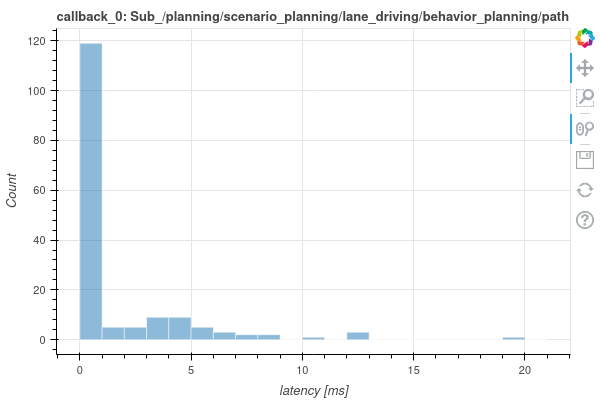 callback_0: Sub_/planning/scenario_planning/lane_driving/behavior_planning/path
120
100
80
60
40
20
0
Count
0 5 10 15 20
latency [ms]